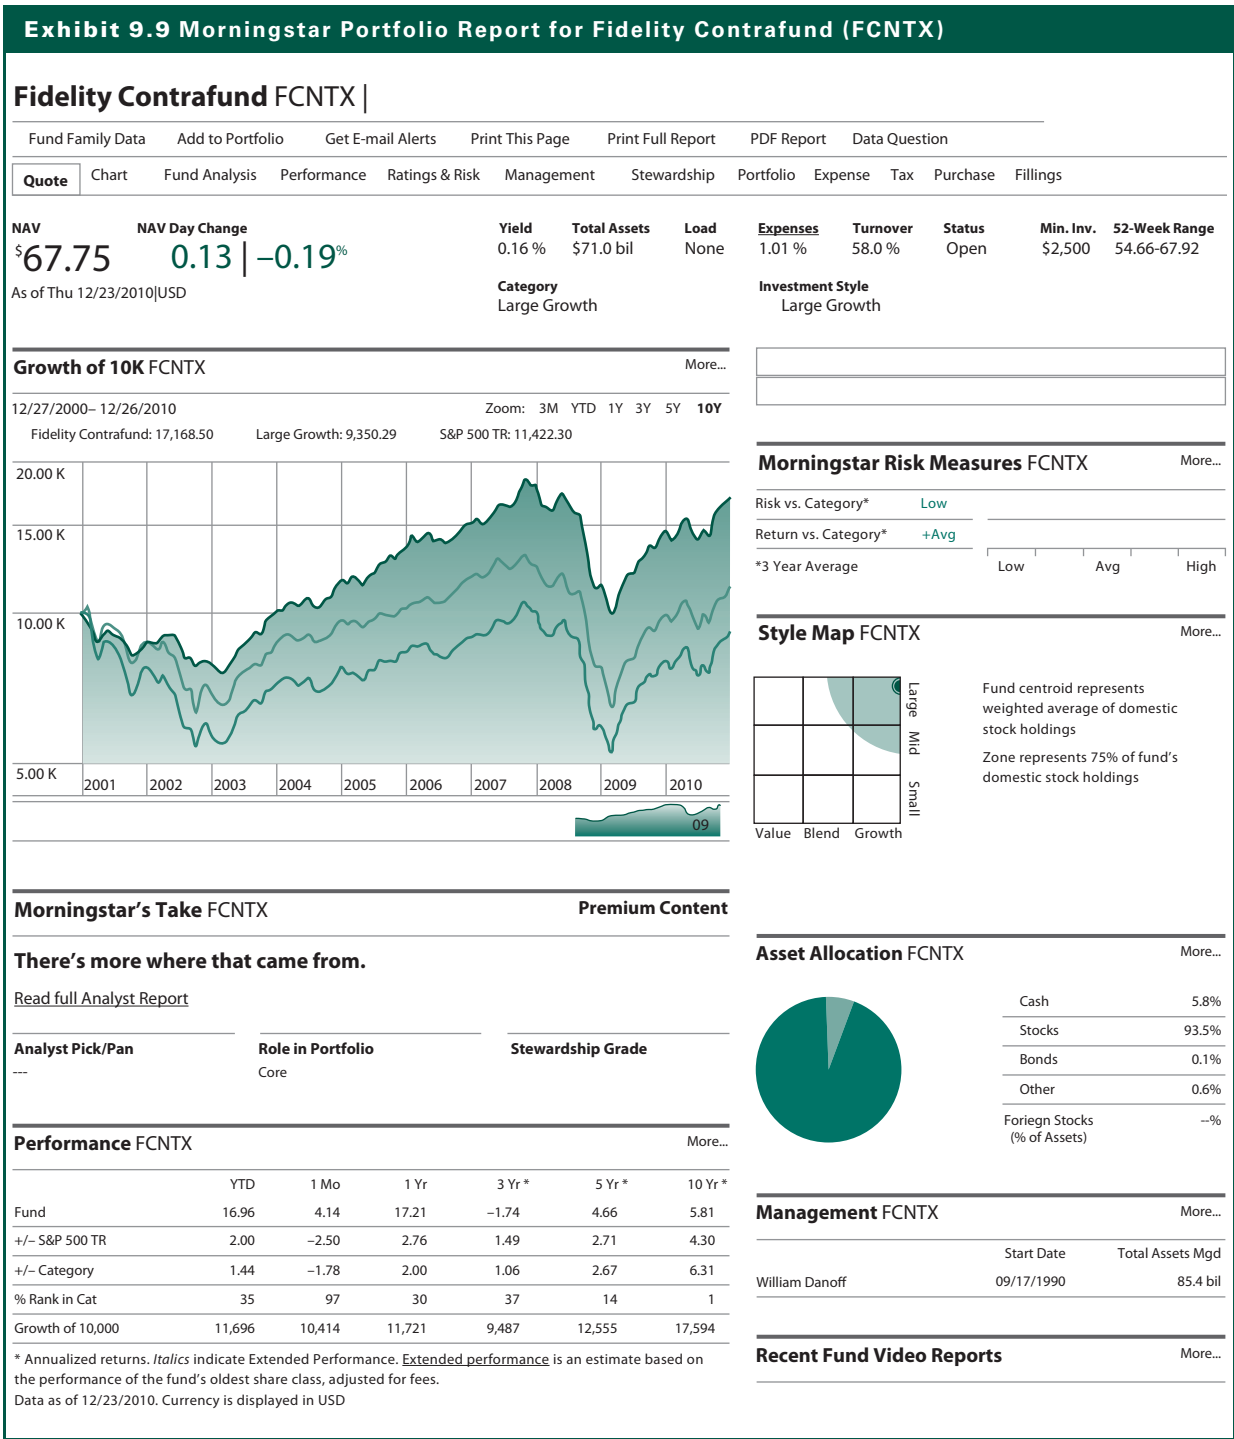 Exhibit 9.9 Morningstar Portfolio Report for Fidelity Contrafund (FCNTX)
Fidelity Contrafund FCNTX |
Fund Family Data Add to Portfolio Get E-mail Alerts Print This Page Print Full Report PDF Report Data Question
Quote Chart Fund Analysis Performance Ratings & Risk Management Stewardship Portfolio Expense Tax Purchase Fillings
NAV NAV Day Change Yield Total Assets Load Expenses Turnover Status Min. Inv. 52-Week Range
$67.75 0.13 | –0.19% 0.16 % $71.0 bil None 1.01 % 58.0 % Open $2,500 54.66-67.92
As of Thu 12/23/2010|USD
Category Investment Style
Large Growth Large Growth
Growth of 10K FCNTX More...
12/27/2000– 12/26/2010 Zoom: 3M YTD 1Y 3Y 5Y 10Y
Fidelity Contrafund: 17,168.50 Large Growth: 9,350.29 S&P 500 TR: 11,422.30
20.00 K
15.00 K
10.00 K
5.00 K
2001 2002 2003 2004 2005 2006 2007 2008 2009 2010
09
Morningstar Risk Measures FCNTX More...
Risk vs. Category* Low
Return vs. Category* +Avg
*3 Year Average Low Avg High
Style Map FCNTX More...
Large
Mid
Small
Value Blend Growth
Fund centroid represents
weighted average of domestic
stock holdings
Zone represents 75% of fund's
domestic stock holdings
Morningstar's Take FCNTX Premium Content
There's more where that came from.
Read full Analyst Report
Analyst Pick/Pan Role in Portfolio Stewardship Grade
--- Core
Asset Allocation FCNTX More...
Cash 5.8%
Stocks 93.5%
Bonds 0.1%
Other 0.6%
Foriegn Stocks --%
(% of Assets)
Performance FCNTX More...
YTD 1 Mo 1 Yr 3 Yr * 5 Yr * 10 Yr *
Fund 16.96 4.14 17.21 –1.74 4.66 5.81
+/– S&P 500 TR 2.00 –2.50 2.76 1.49 2.71 4.30
+/– Category 1.44 –1.78 2.00 1.06 2.67 6.31
% Rank in Cat 35 97 30 37 14 1
Growth of 10,000 11,696 10,414 11,721 9,487 12,555 17,594
* Annualized returns. Italics indicate Extended Performance. Extended performance is an estimate based on
the performance of the fund's oldest share class, adjusted for fees.
Data as of 12/23/2010. Currency is displayed in USD
Management FCNTX More...
Start Date Total Assets Mgd
William Danoff 09/17/1990 85.4 bil
Recent Fund Video Reports More...